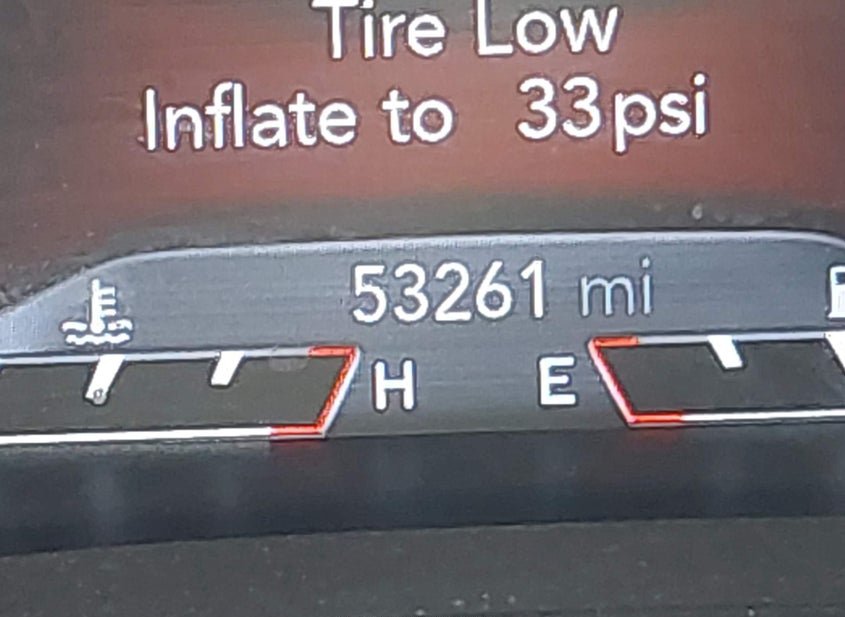 Tire Low
Inflate to 33psi
53261 mi
H E